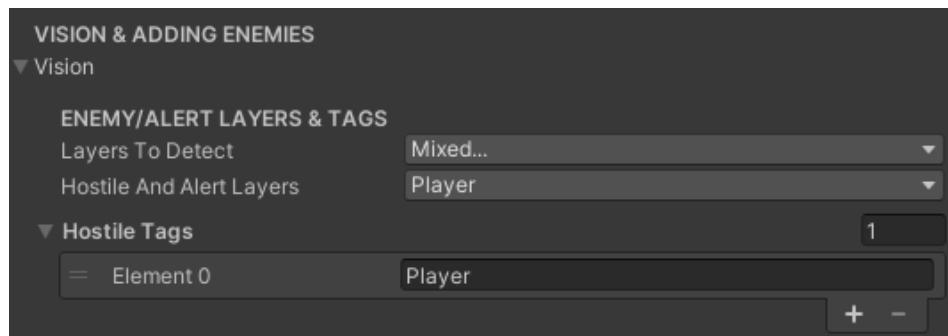 VISION & ADDING ENEMIES
Vision
ENEMY/ALERT LAYERS & TAGS
Layers To Detect Mixed...
Hostile And Alert Layers Player
Hostile Tags 1
Element 0 Player
+ -